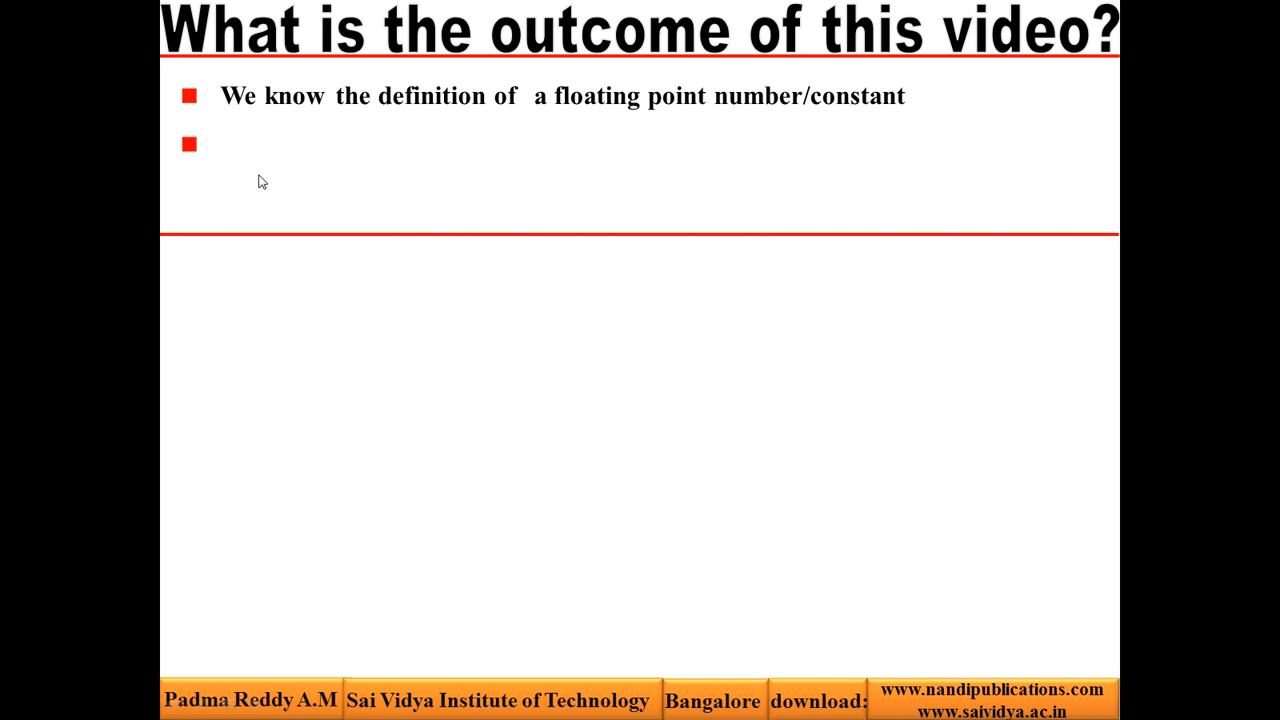 What is the outcome of this video?
We know the definition of a floating point number/constant
Padma Reddy A.M Sai Vidya Institute of Technology Bangalore download: www.nandipublications.com
www.saividya.ac.in